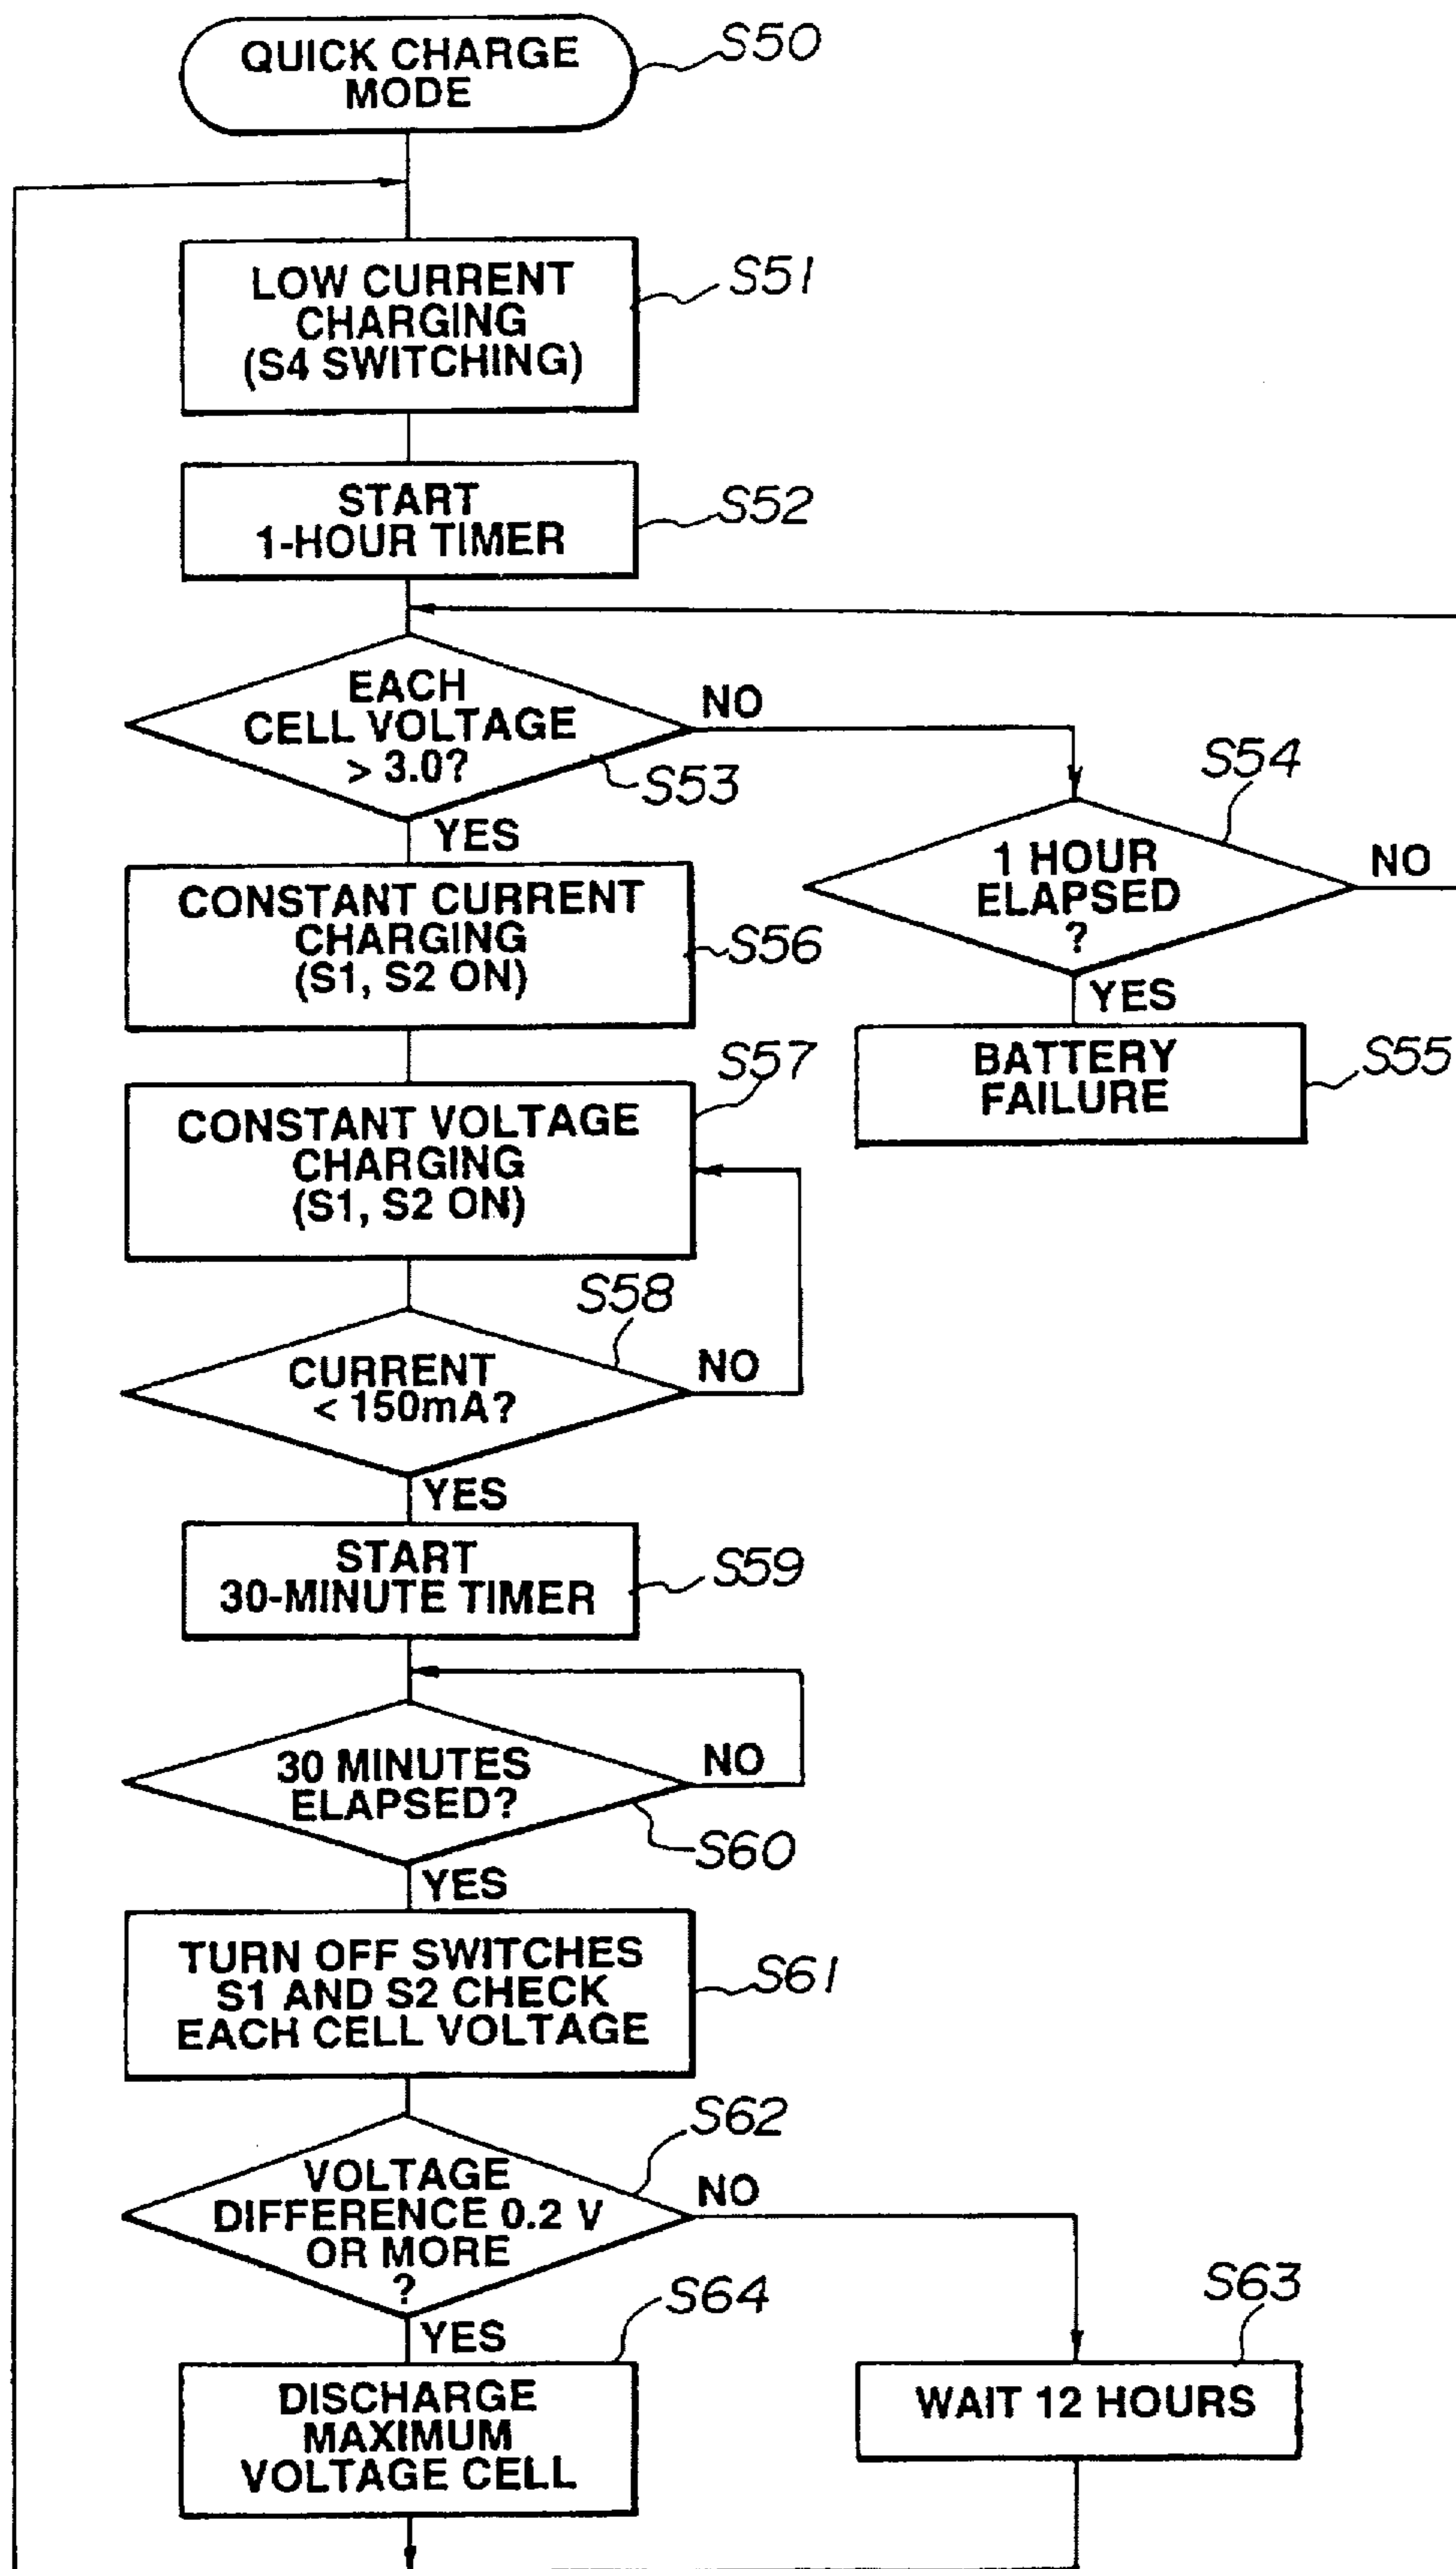 QUICK CHARGE
MODE
S50
LOW CURRENT
CHARGING
(S4 SWITCHING)
S51
START
1-HOUR TIMER
S52
EACH
CELL VOLTAGE
> 3.0?
S53
NO
YES
S54
1 HOUR
ELAPSED
?
NO
YES
CONSTANT CURRENT
CHARGING
(S1, S2 ON)
S56
BATTERY
FAILURE
S55
CONSTANT VOLTAGE
CHARGING
(S1, S2 ON)
S57
S58
CURRENT
< 150mA?
NO
YES
START
30-MINUTE TIMER
S59
30 MINUTES
ELAPSED?
NO
S60
YES
TURN OFF SWITCHES
S1 AND S2 CHECK
EACH CELL VOLTAGE
S61
S62
VOLTAGE
DIFFERENCE 0.2 V
OR MORE
?
NO
YES
S64
DISCHARGE
MAXIMUM
VOLTAGE CELL
S63
WAIT 12 HOURS